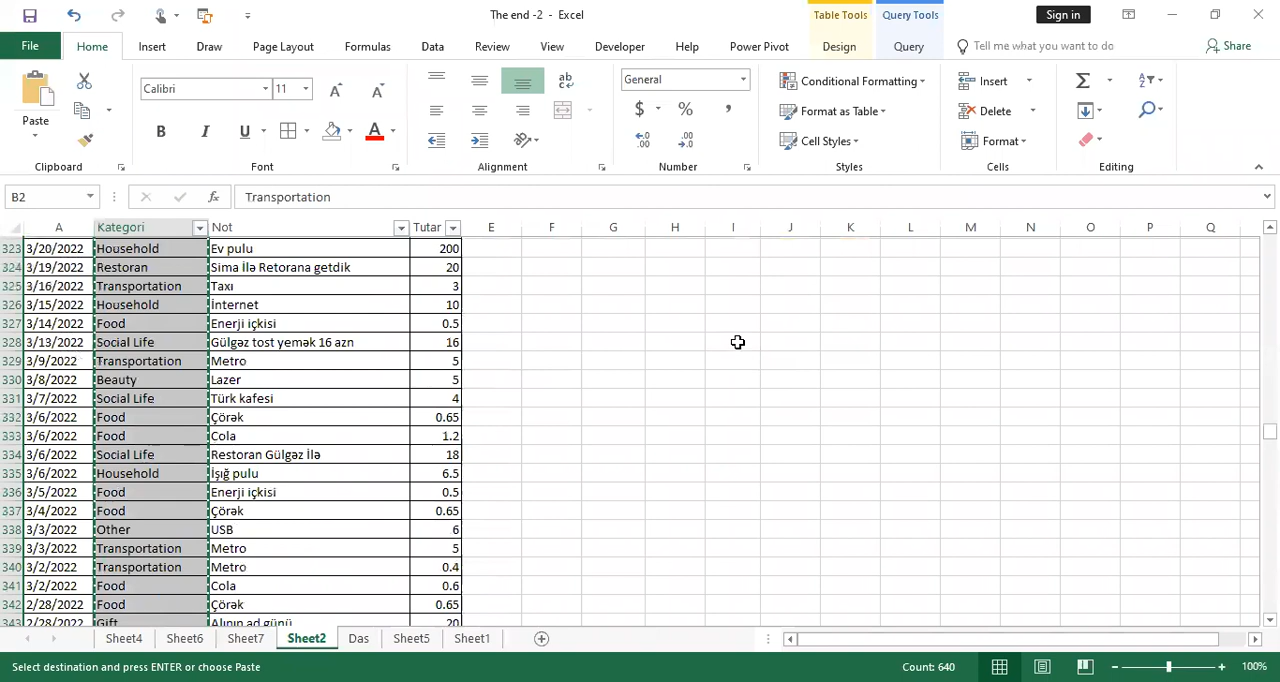 The end -2 - Excel
Table Tools
Query Tools
Sign in
File
Home
Insert
Draw
Page Layout
Formulas
Data
Review
View
Developer
Help
Power Pivot
Design
Query
Tell me what you want to do
Share
Paste
Calibri
11
General
Conditional Formatting
Format as Table
Cell Styles
Insert
Delete
Format
Clipboard
Font
Alignment
Number
Styles
Cells
Editing
B2
Transportation
A Kategori Not Tutar E F G H I J K L M N O P Q
323 3/20/2022 Household Ev pulu 200
324 3/19/2022 Restoran Sima İlə Retorana getdik 20
325 3/16/2022 Transportation Taxı 3
326 3/15/2022 Household İnternet 10
327 3/14/2022 Food Enerji içkisi 0.5
328 3/13/2022 Social Life Gülgəz tost yemək 16 azn 16
329 3/9/2022 Transportation Metro 5
330 3/8/2022 Beauty Lazer 5
331 3/7/2022 Social Life Türk kafesi 4
332 3/6/2022 Food Çörək 0.65
333 3/6/2022 Food Cola 1.2
334 3/6/2022 Social Life Restoran Gülgəz İlə 18
335 3/6/2022 Household İşığ pulu 6.5
336 3/5/2022 Food Enerji içkisi 0.5
337 3/4/2022 Food Çörək 0.65
338 3/3/2022 Other USB 6
339 3/3/2022 Transportation Metro 5
340 3/2/2022 Transportation Metro 0.4
341 3/2/2022 Food Cola 0.6
342 2/28/2022 Food Çörək 0.65
343 2/28/2022 Gift Alının ad günü 20
Sheet4 Sheet6 Sheet7 Sheet2 Das Sheet5 Sheet1
Select destination and press ENTER or choose Paste
Count: 640
100%